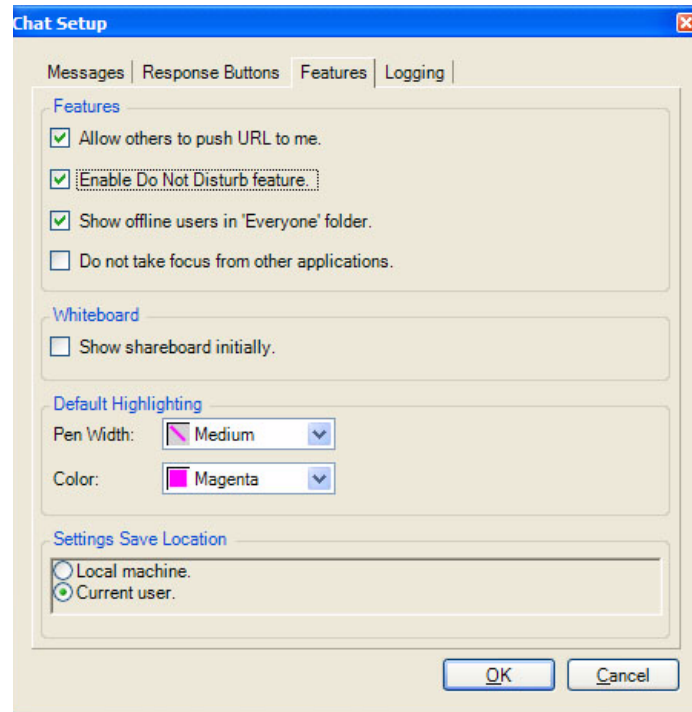 Chat Setup
Messages Response Buttons Features Logging
Features
Allow others to push URL to me.
Enable Do Not Disturb feature.
Show offline users in 'Everyone' folder.
Do not take focus from other applications.
Whiteboard
Show shareboard initially.
Default Highlighting
Pen Width: Medium
Color: Magenta
Settings Save Location
Local machine.
Current user.
OK Cancel